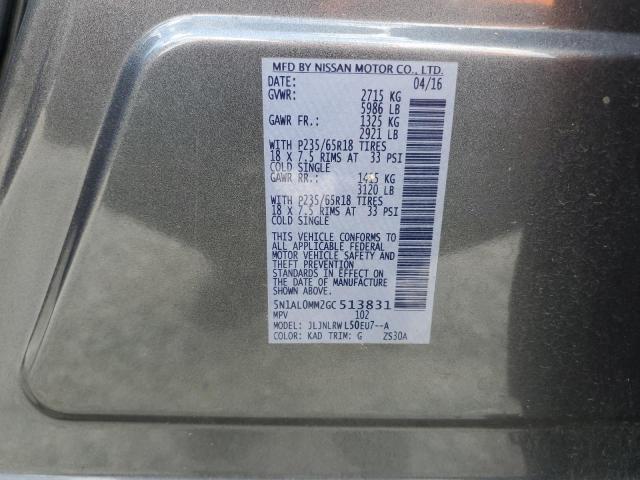 MFD BY NISSAN MOTOR CO., LTD.
DATE: 04/16
GVWR: 2715 KG
5986 LB
GAWR FR.: 1325 KG
2921 LB
WITH P235/65R18 TIRES
18 X 7.5 RIMS AT 33 PSI
COLD SINGLE
GAWR RR.: 1415 KG
3120 LB
WITH P235/65R18 TIRES
18 X 7.5 RIMS AT 33 PSI
COLD SINGLE
THIS VEHICLE CONFORMS TO
ALL APPLICABLE FEDERAL
MOTOR VEHICLE SAFETY AND
THEFT PREVENTION
STANDARDS IN EFFECT ON
THE DATE OF MANUFACTURE
SHOWN ABOVE.
5N1AL0MM2GC513831
MPV 102
MODEL: JLJNLRWL50EU7--A
COLOR: KAD TRIM: G ZS30A